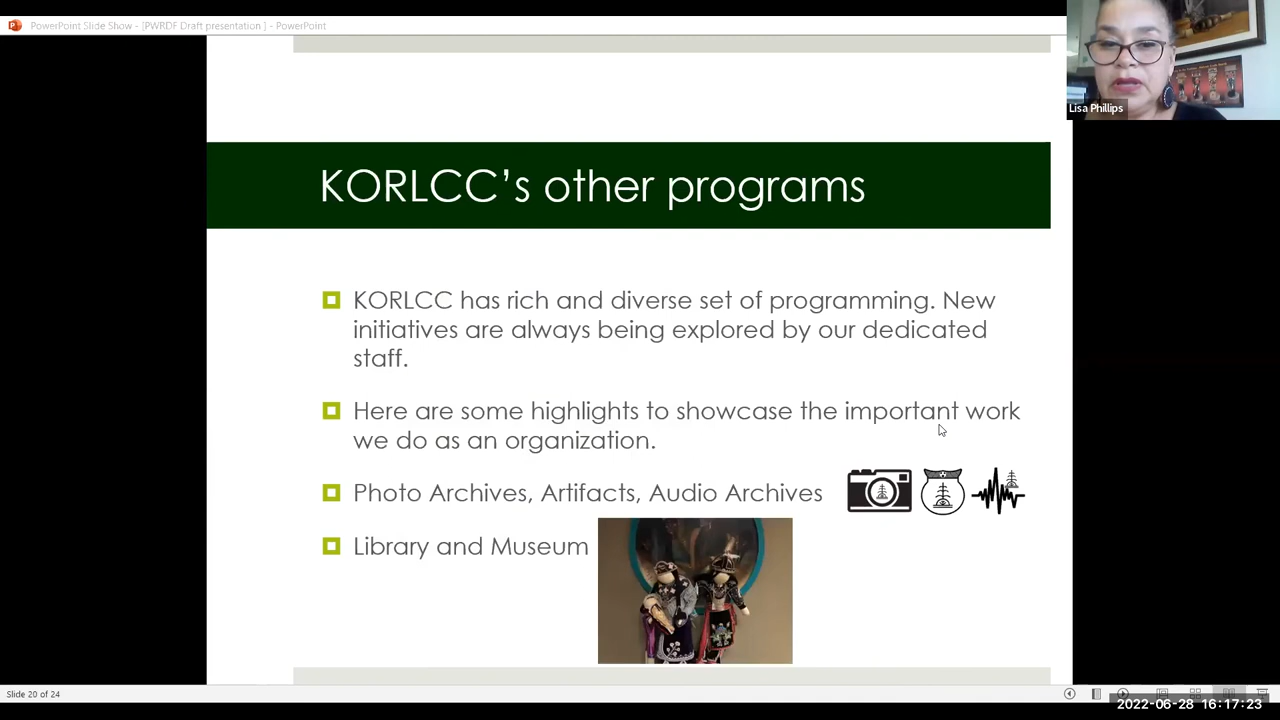 PowerPoint Slide Show - [PWRDF Draft presentation ] - PowerPoint
Lisa Phillips
KORLCC's other programs
KORLCC has rich and diverse set of programming. New
initiatives are always being explored by our dedicated
staff.
Here are some highlights to showcase the important work
we do as an organization.
Photo Archives, Artifacts, Audio Archives
Library and Museum
Slide 20 of 24
2022-06-28 16:17:23